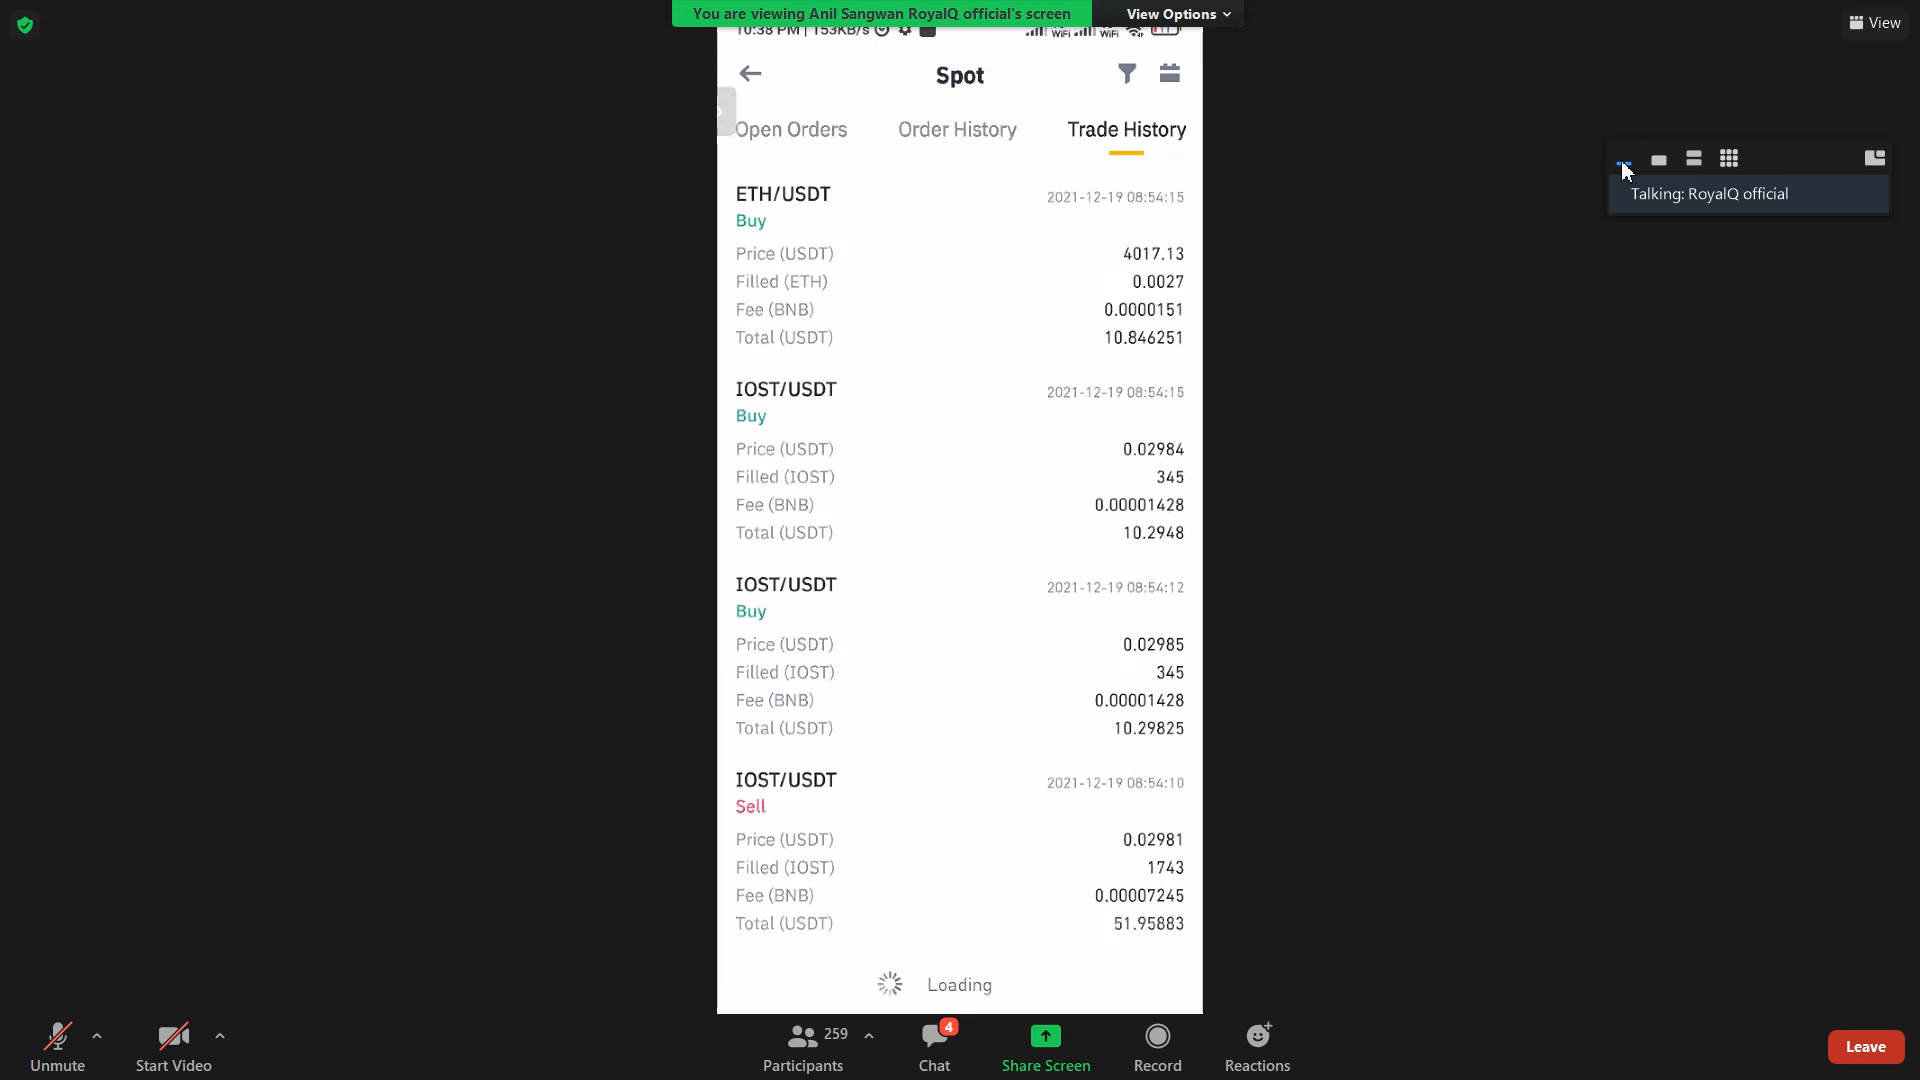 You are viewing Anil Sangwan RoyalQ official's screen
View Options
View
10:38 PM | 153KB/s
Spot
Open Orders Order History Trade History
Talking: RoyalQ official
ETH/USDT 2021-12-19 08:54:15
Buy
Price (USDT) 4017.13
Filled (ETH) 0.0027
Fee (BNB) 0.0000151
Total (USDT) 10.846251
IOST/USDT 2021-12-19 08:54:15
Buy
Price (USDT) 0.02984
Filled (IOST) 345
Fee (BNB) 0.00001428
Total (USDT) 10.2948
IOST/USDT 2021-12-19 08:54:12
Buy
Price (USDT) 0.02985
Filled (IOST) 345
Fee (BNB) 0.00001428
Total (USDT) 10.29825
IOST/USDT 2021-12-19 08:54:10
Sell
Price (USDT) 0.02981
Filled (IOST) 1743
Fee (BNB) 0.00007245
Total (USDT) 51.95883
Loading
259
4
Unmute Start Video Participants Chat Share Screen Record Reactions Leave